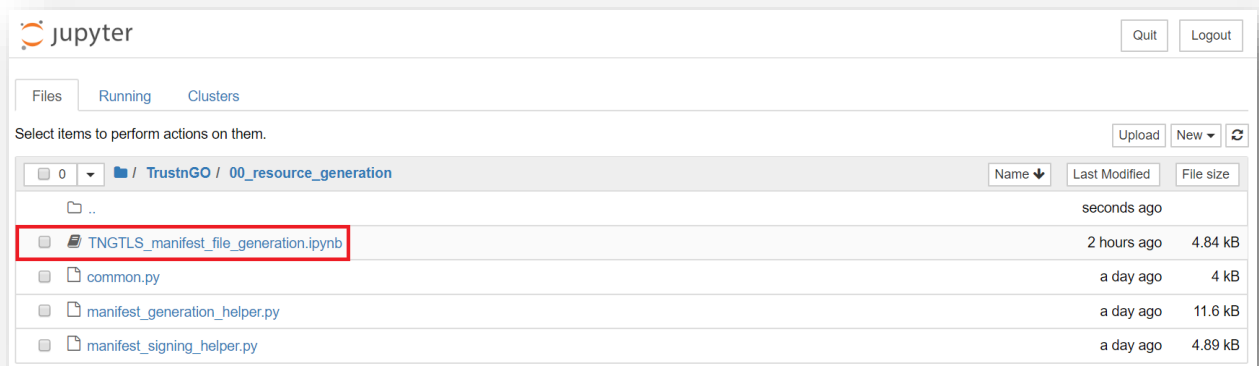 jupyter
Quit Logout
Files Running Clusters
Select items to perform actions on them.
Upload New
0 / TrustnGO / 00_resource_generation Name Last Modified File size
.. seconds ago
TNGTLS_manifest_file_generation.ipynb 2 hours ago 4.84 kB
common.py a day ago 4 kB
manifest_generation_helper.py a day ago 11.6 kB
manifest_signing_helper.py a day ago 4.89 kB